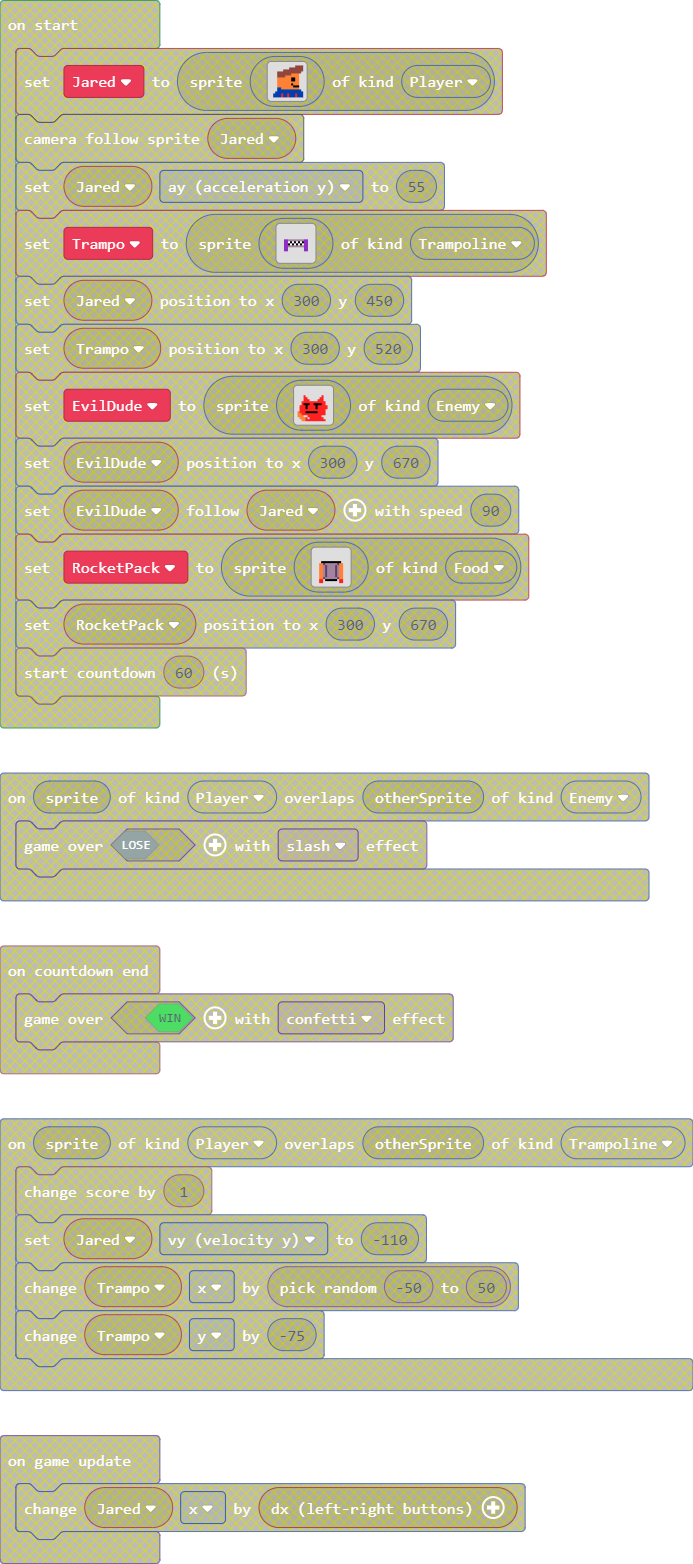 on start
set Jared to sprite of kind Player
camera follow sprite Jared
set Jared ay (acceleration y) to 55
set Trampo to sprite of kind Trampoline
set Jared position to x 300 y 450
set Trampo position to x 300 y 520
set EvilDude to sprite of kind Enemy
set EvilDude position to x 300 y 670
set EvilDude follow Jared with speed 90
set RocketPack to sprite of kind Food
set RocketPack position to x 300 y 670
start countdown 60 (s)
on sprite of kind Player overlaps otherSprite of kind Enemy
game over LOSE with slash effect
on countdown end
game over WIN with confetti effect
on sprite of kind Player overlaps otherSprite of kind Trampoline
change score by 1
set Jared vy (velocity y) to -110
change Trampo x by pick random -50 to 50
change Trampo y by -75
on game update
change Jared x by dx (left-right buttons)